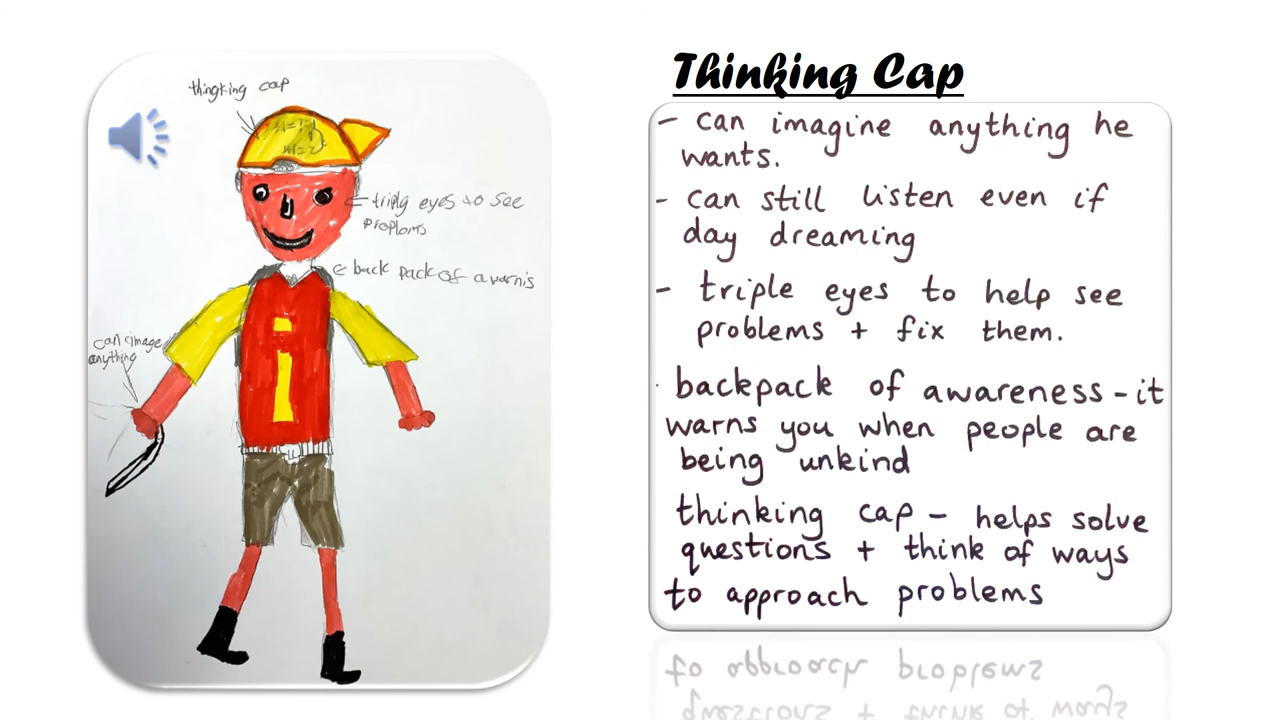 thingking cap
triply eyes to see
proploms
back pack of awarnis
can image
anything
i
Thinking Cap
- can imagine anything he
wants.
- can still listen even if
day dreaming
- triple eyes to help see
problems + fix them.
backpack of awareness - it
warns you when people are
being unkind
thinking cap - helps solve
questions + think of ways
to approach problems